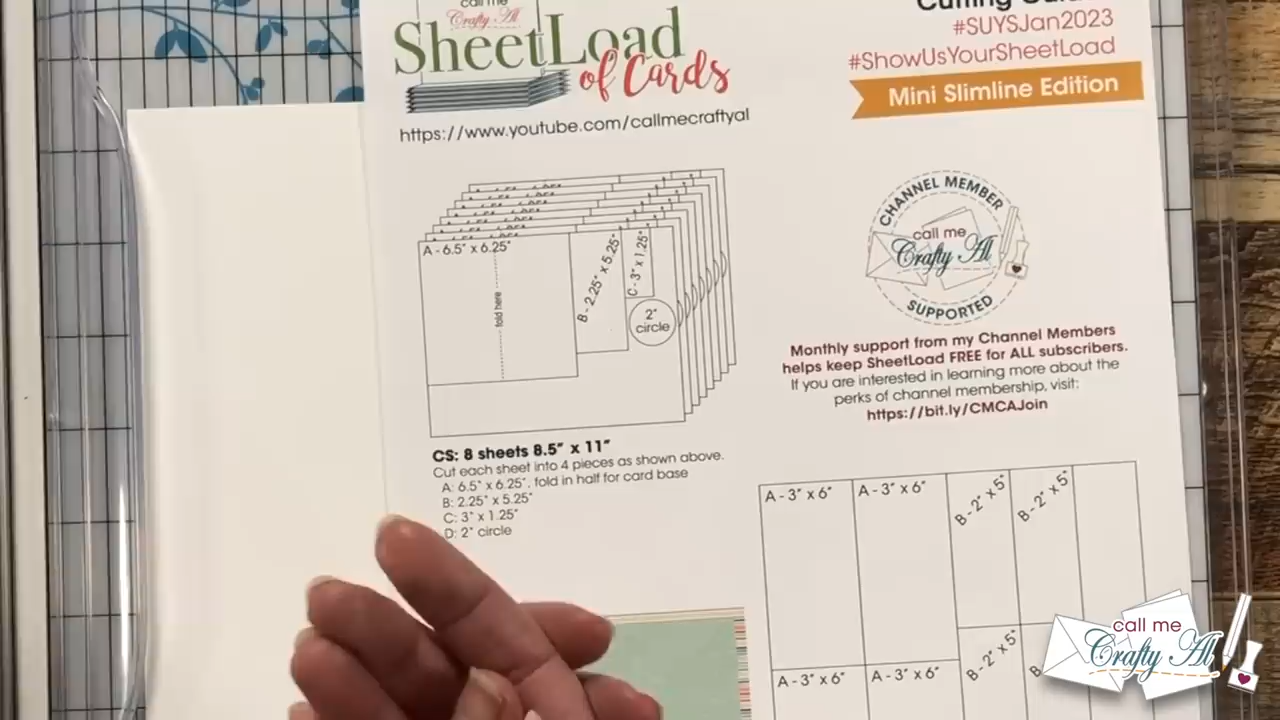 call me
Crafty Al
SheetLoad
of Cards
https://www.youtube.com/callmecraftyal
Cutting
#SUYSJan2023
#ShowUsYourSheetLoad
Mini Slimline Edition
A - 6.5" x 6.25"
fold here
B - 2.25" x 5.25"
C - 3" x 1.25"
2"
circle
CHANNEL MEMBER
call me
Crafty Al
SUPPORTED
Monthly support from my Channel Members
helps keep SheetLoad FREE for ALL subscribers.
If you are interested in learning more about the
perks of channel membership, visit:
https://bit.ly/CMCAJoin
CS: 8 sheets 8.5" x 11"
Cut each sheet into 4 pieces as shown above.
A: 6.5" x 6.25", fold in half for card base
B: 2.25" x 5.25"
C: 3" x 1.25"
D: 2" circle
A - 3" x 6"
A - 3" x 6"
B - 2" x 5"
B - 2" x 5"
A - 3" x 6"
A - 3" x 6"
B - 2" x 5"
B
call me
Crafty Al